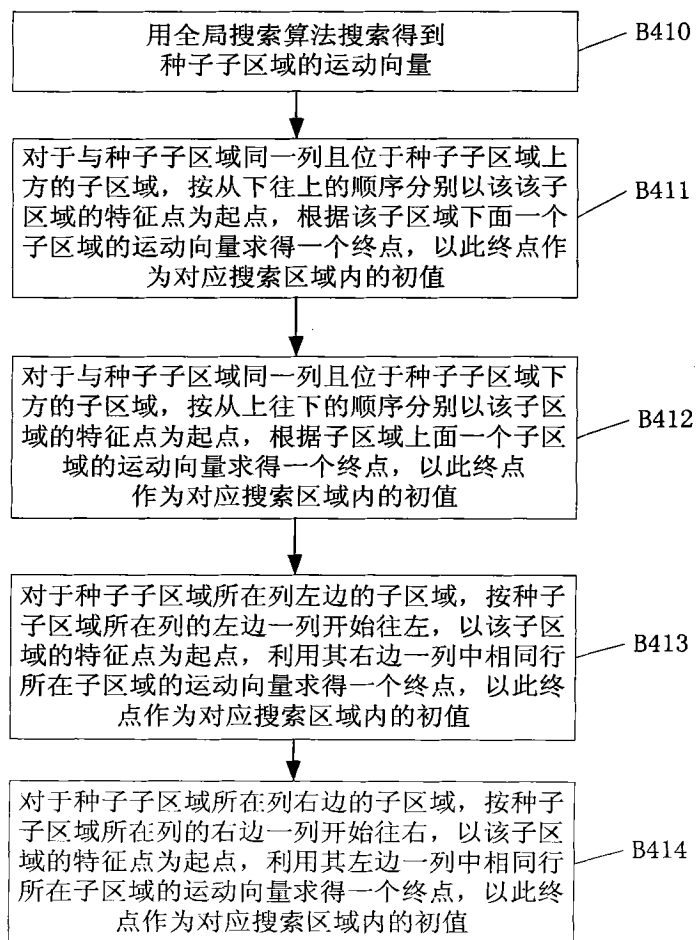 用全局搜索算法搜索得到
种子子区域的运动向量
B410
对于与种子子区域同一列且位于种子子区域上
方的子区域，按从下往上的顺序分别以该该子
区域的特征点为起点，根据该子区域下面一个
子区域的运动向量求得一个终点，以此终点作
为对应搜索区域内的初值
B411
对于与种子子区域同一列且位于种子子区域下
方的子区域，按从上往下的顺序分别以该子区
域的特征点为起点，根据子区域上面一个子区
域的运动向量求得一个终点，以此终点
作为对应搜索区域内的初值
B412
对于种子子区域所在列左边的子区域，按种子
子区域所在列的左边一列开始往左，以该子区
域的特征点为起点，利用其右边一列中相同行
所在子区域的运动向量求得一个终点，以此终
点作为对应搜索区域内的初值
B413
对于种子子区域所在列右边的子区域，按种子
子区域所在列的右边一列开始往右，以该子区
域的特征点为起点，利用其左边一列中相同行
所在子区域的运动向量求得一个终点，以此终
点作为对应搜索区域内的初值
B414